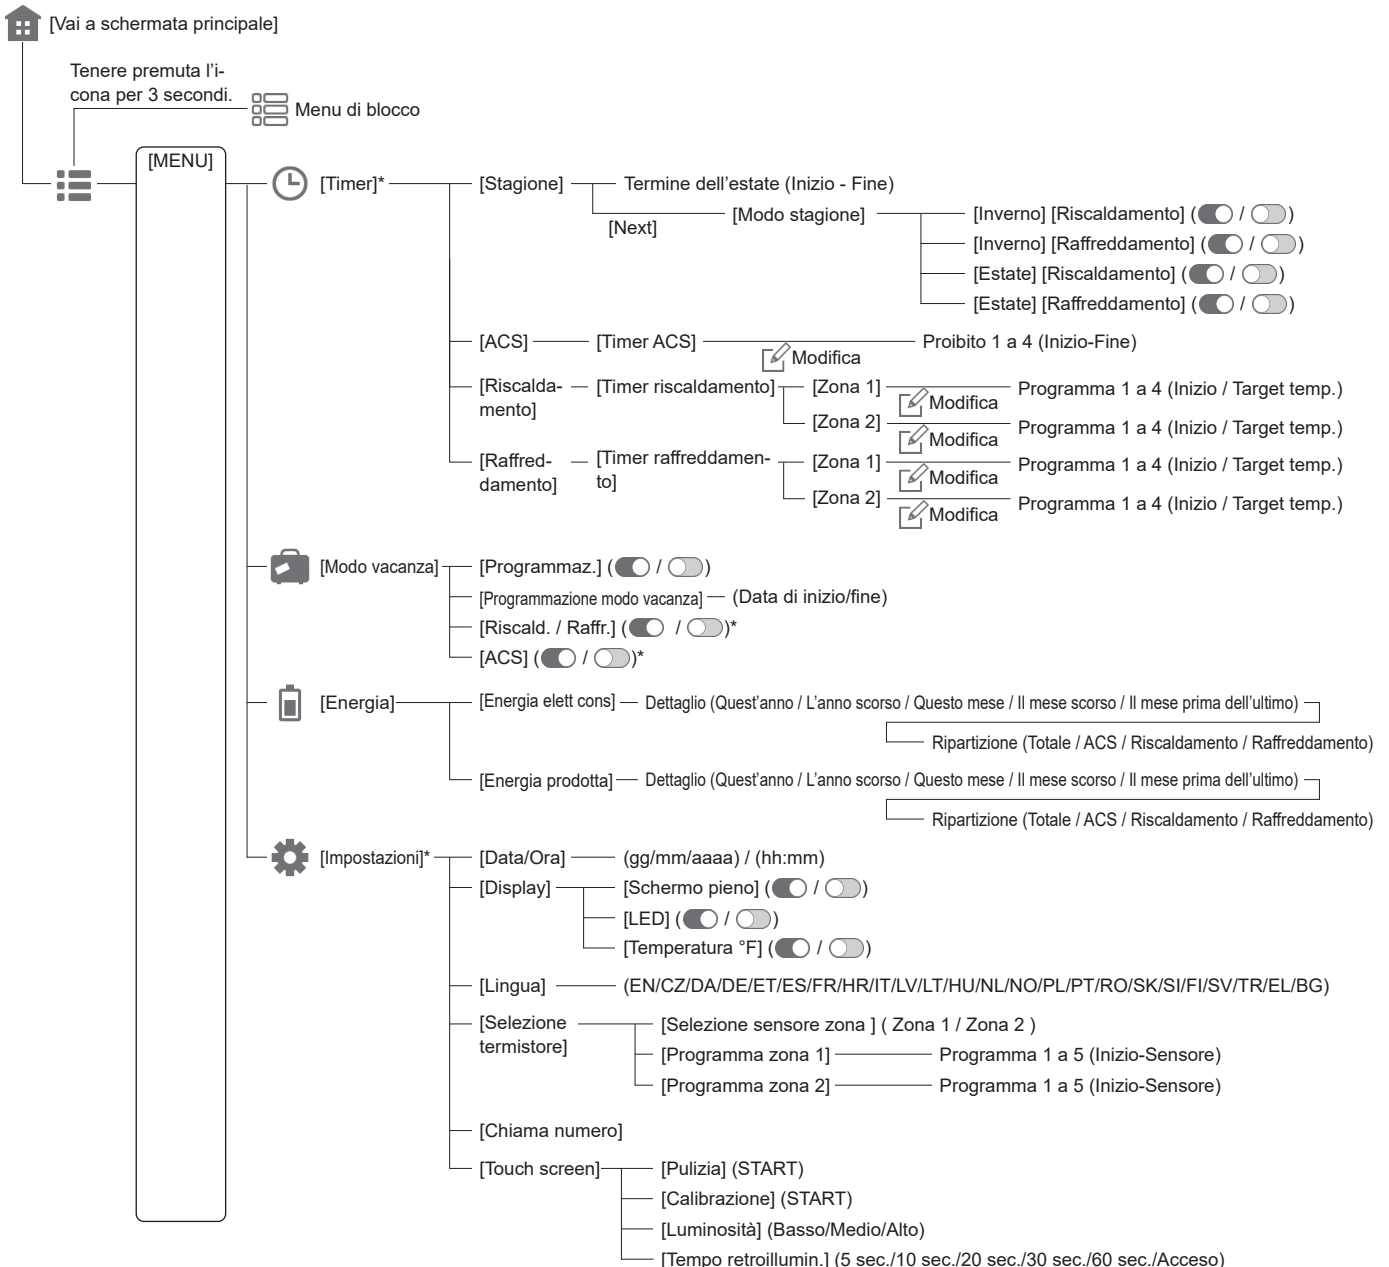 [Vai a schermata principale]
Tenere premuta l'i-
cona per 3 secondi.
Menu di blocco
[MENU]
[Timer]*
[Stagione]
Termine dell'estate (Inizio - Fine)
[Next]
[Modo stagione]
[Inverno] [Riscaldamento] ( / )
[Inverno] [Raffreddamento] ( / )
[Estate] [Riscaldamento] ( / )
[Estate] [Raffreddamento] ( / )
[ACS]
[Timer ACS]
Modifica
Proibito 1 a 4 (Inizio-Fine)
[Riscalda-
mento]
[Timer riscaldamento]
[Zona 1]
Modifica
Programma 1 a 4 (Inizio / Target temp.)
[Zona 2]
Modifica
Programma 1 a 4 (Inizio / Target temp.)
[Raffred-
damento]
[Timer raffreddamen-
to]
[Zona 1]
Modifica
Programma 1 a 4 (Inizio / Target temp.)
[Zona 2]
Modifica
Programma 1 a 4 (Inizio / Target temp.)
[Modo vacanza]
[Programmaz.] ( / )
[Programmazione modo vacanza]
(Data di inizio/fine)
[Riscald. / Raffr.] ( / )*
[ACS] ( / )*
[Energia]
[Energia elett cons]
Dettaglio (Quest'anno / L'anno scorso / Questo mese / Il mese scorso / Il mese prima dell'ultimo)
Ripartizione (Totale / ACS / Riscaldamento / Raffreddamento)
[Energia prodotta]
Dettaglio (Quest'anno / L'anno scorso / Questo mese / Il mese scorso / Il mese prima dell'ultimo)
Ripartizione (Totale / ACS / Riscaldamento / Raffreddamento)
[Impostazioni]*
[Data/Ora]
(gg/mm/aaaa) / (hh:mm)
[Display]
[Schermo pieno] ( / )
[LED] ( / )
[Temperatura °F] ( / )
[Lingua]
(EN/CZ/DA/DE/ET/ES/FR/HR/IT/LV/LT/HU/NL/NO/PL/PT/RO/SK/SI/FI/SV/TR/EL/BG)
[Selezione
termistore]
[Selezione sensore zona ] ( Zona 1 / Zona 2 )
[Programma zona 1]
Programma 1 a 5 (Inizio-Sensore)
[Programma zona 2]
Programma 1 a 5 (Inizio-Sensore)
[Chiama numero]
[Touch screen]
[Pulizia] (START)
[Calibrazione] (START)
[Luminosità] (Basso/Medio/Alto)
[Tempo retroillumin.] (5 sec./10 sec./20 sec./30 sec./60 sec./Acceso)